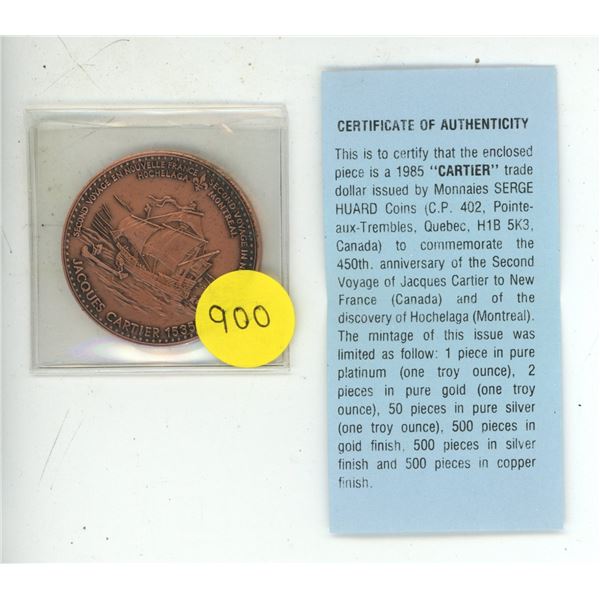 SECOND VOYAGE EN NOUVELLE FRANCE
HOCHELAGA
MONTREAL
SECOND VOYAGE IN
JACQUES CARTIER 1535
900
CERTIFICATE OF AUTHENTICITY
This is to certify that the enclosed
piece is a 1985 "CARTIER" trade
dollar issued by Monnaies SERGE
HUARD Coins (C.P. 402, Pointe-
aux-Trembles, Quebec, H1B 5K3,
Canada) to commemorate the
450th. anniversary of the Second
Voyage of Jacques Cartier to New
France (Canada) and of the
discovery of Hochelaga (Montreal).
The mintage of this issue was
limited as follow: 1 piece in pure
platinum (one troy ounce), 2
pieces in pure gold (one troy
ounce), 50 pieces in pure silver
(one troy ounce), 500 pieces in
gold finish, 500 pieces in silver
finish and 500 pieces in copper
finish.